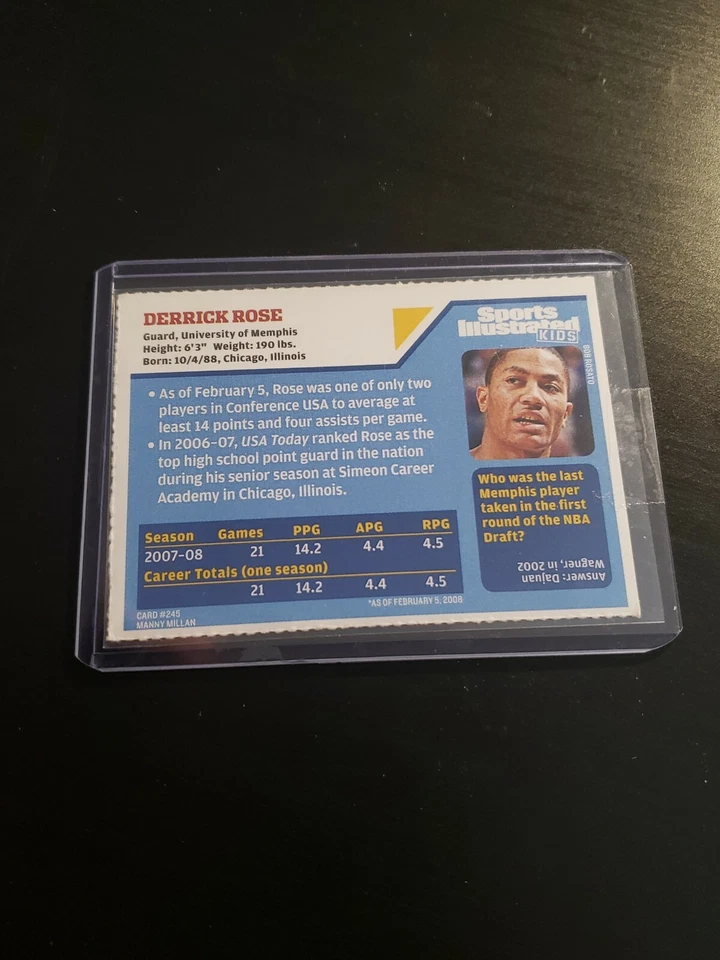 DERRICK ROSE
Guard, University of Memphis
Height: 6'3" Weight: 190 lbs.
Born: 10/4/88, Chicago, Illinois
Sports
Illustrated
KIDS
BOB ROSATO
• As of February 5, Rose was one of only two
players in Conference USA to average at
least 14 points and four assists per game.
• In 2006–07, USA Today ranked Rose as the
top high school point guard in the nation
during his senior season at Simeon Career
Academy in Chicago, Illinois.
Who was the last
Memphis player
taken in the first
round of the NBA
Draft?
Answer: Dajuan
Wagner, in 2002
Season Games PPG APG RPG
2007-08 21 14.2 4.4 4.5
Career Totals (one season)
21 14.2 4.4 4.5
*AS OF FEBRUARY 5, 2008
CARD #245
MANNY MILLAN